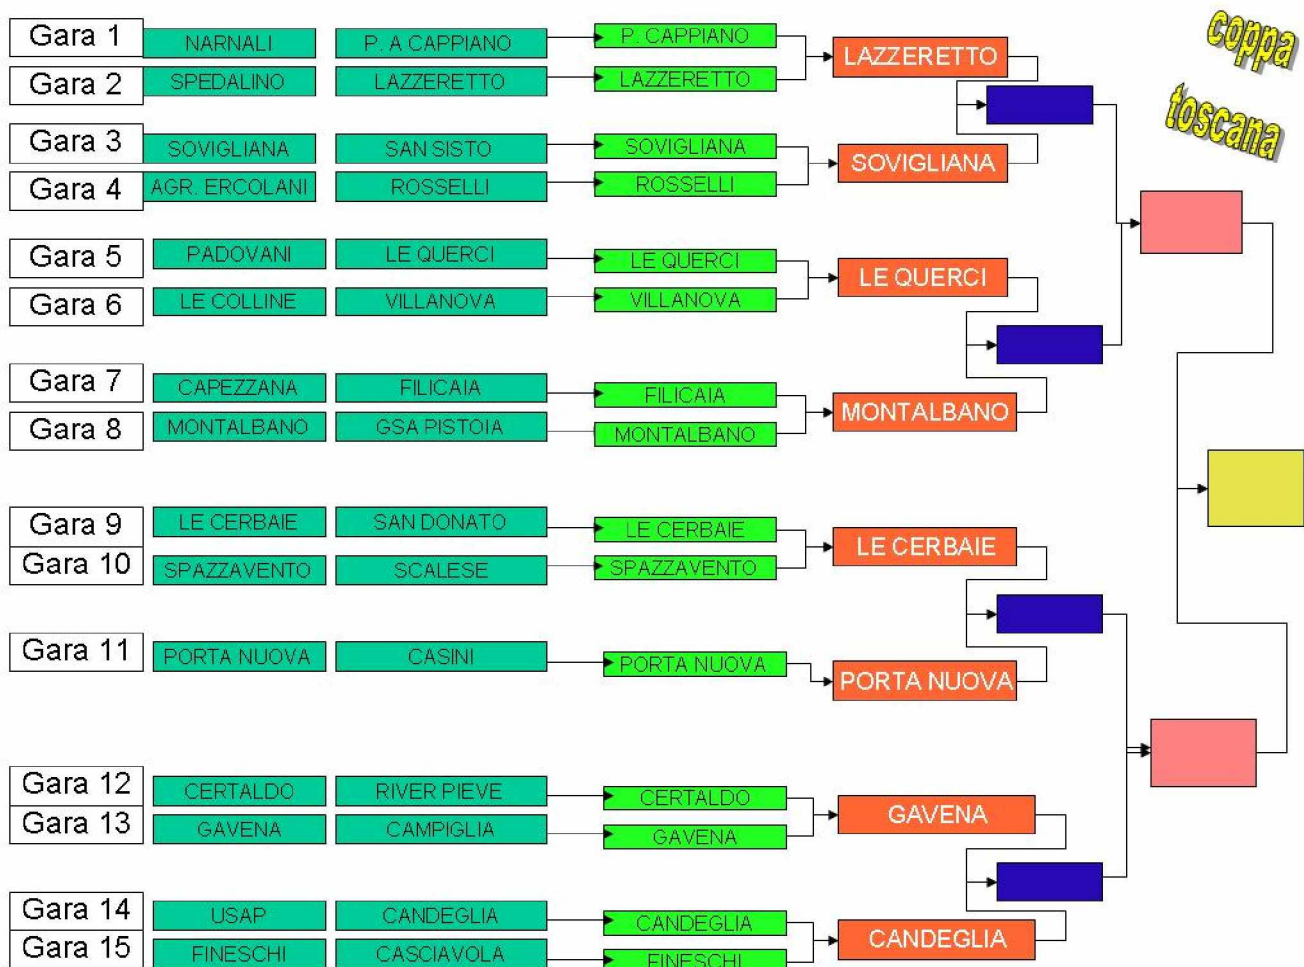 coppa
toscana
Gara 1 NARNALI P. A CAPPIANO P. CAPPIANO
LAZZERETTO
Gara 2 SPEDALINO LAZZERETTO LAZZERETTO
Gara 3 SOVIGLIANA SAN SISTO SOVIGLIANA
SOVIGLIANA
Gara 4 AGR. ERCOLANI ROSSELLI ROSSELLI
Gara 5 PADOVANI LE QUERCI LE QUERCI
LE QUERCI
Gara 6 LE COLLINE VILLANOVA VILLANOVA
Gara 7 CAPEZZANA FILICAIA FILICAIA
MONTALBANO
Gara 8 MONTALBANO GSA PISTOIA MONTALBANO
Gara 9 LE CERBAIE SAN DONATO LE CERBAIE
LE CERBAIE
Gara 10 SPAZZAVENTO SCALESE SPAZZAVENTO
Gara 11 PORTA NUOVA CASINI PORTA NUOVA
PORTA NUOVA
Gara 12 CERTALDO RIVER PIEVE CERTALDO
GAVENA
Gara 13 GAVENA CAMPIGLIA GAVENA
Gara 14 USAP CANDEGLIA CANDEGLIA
CANDEGLIA
Gara 15 FINESCHI CASCIAVOLA FINESCHI